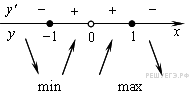 y′ − + + −
y −1 0 1 x
min max
РЕШУЕГЭ.РФ